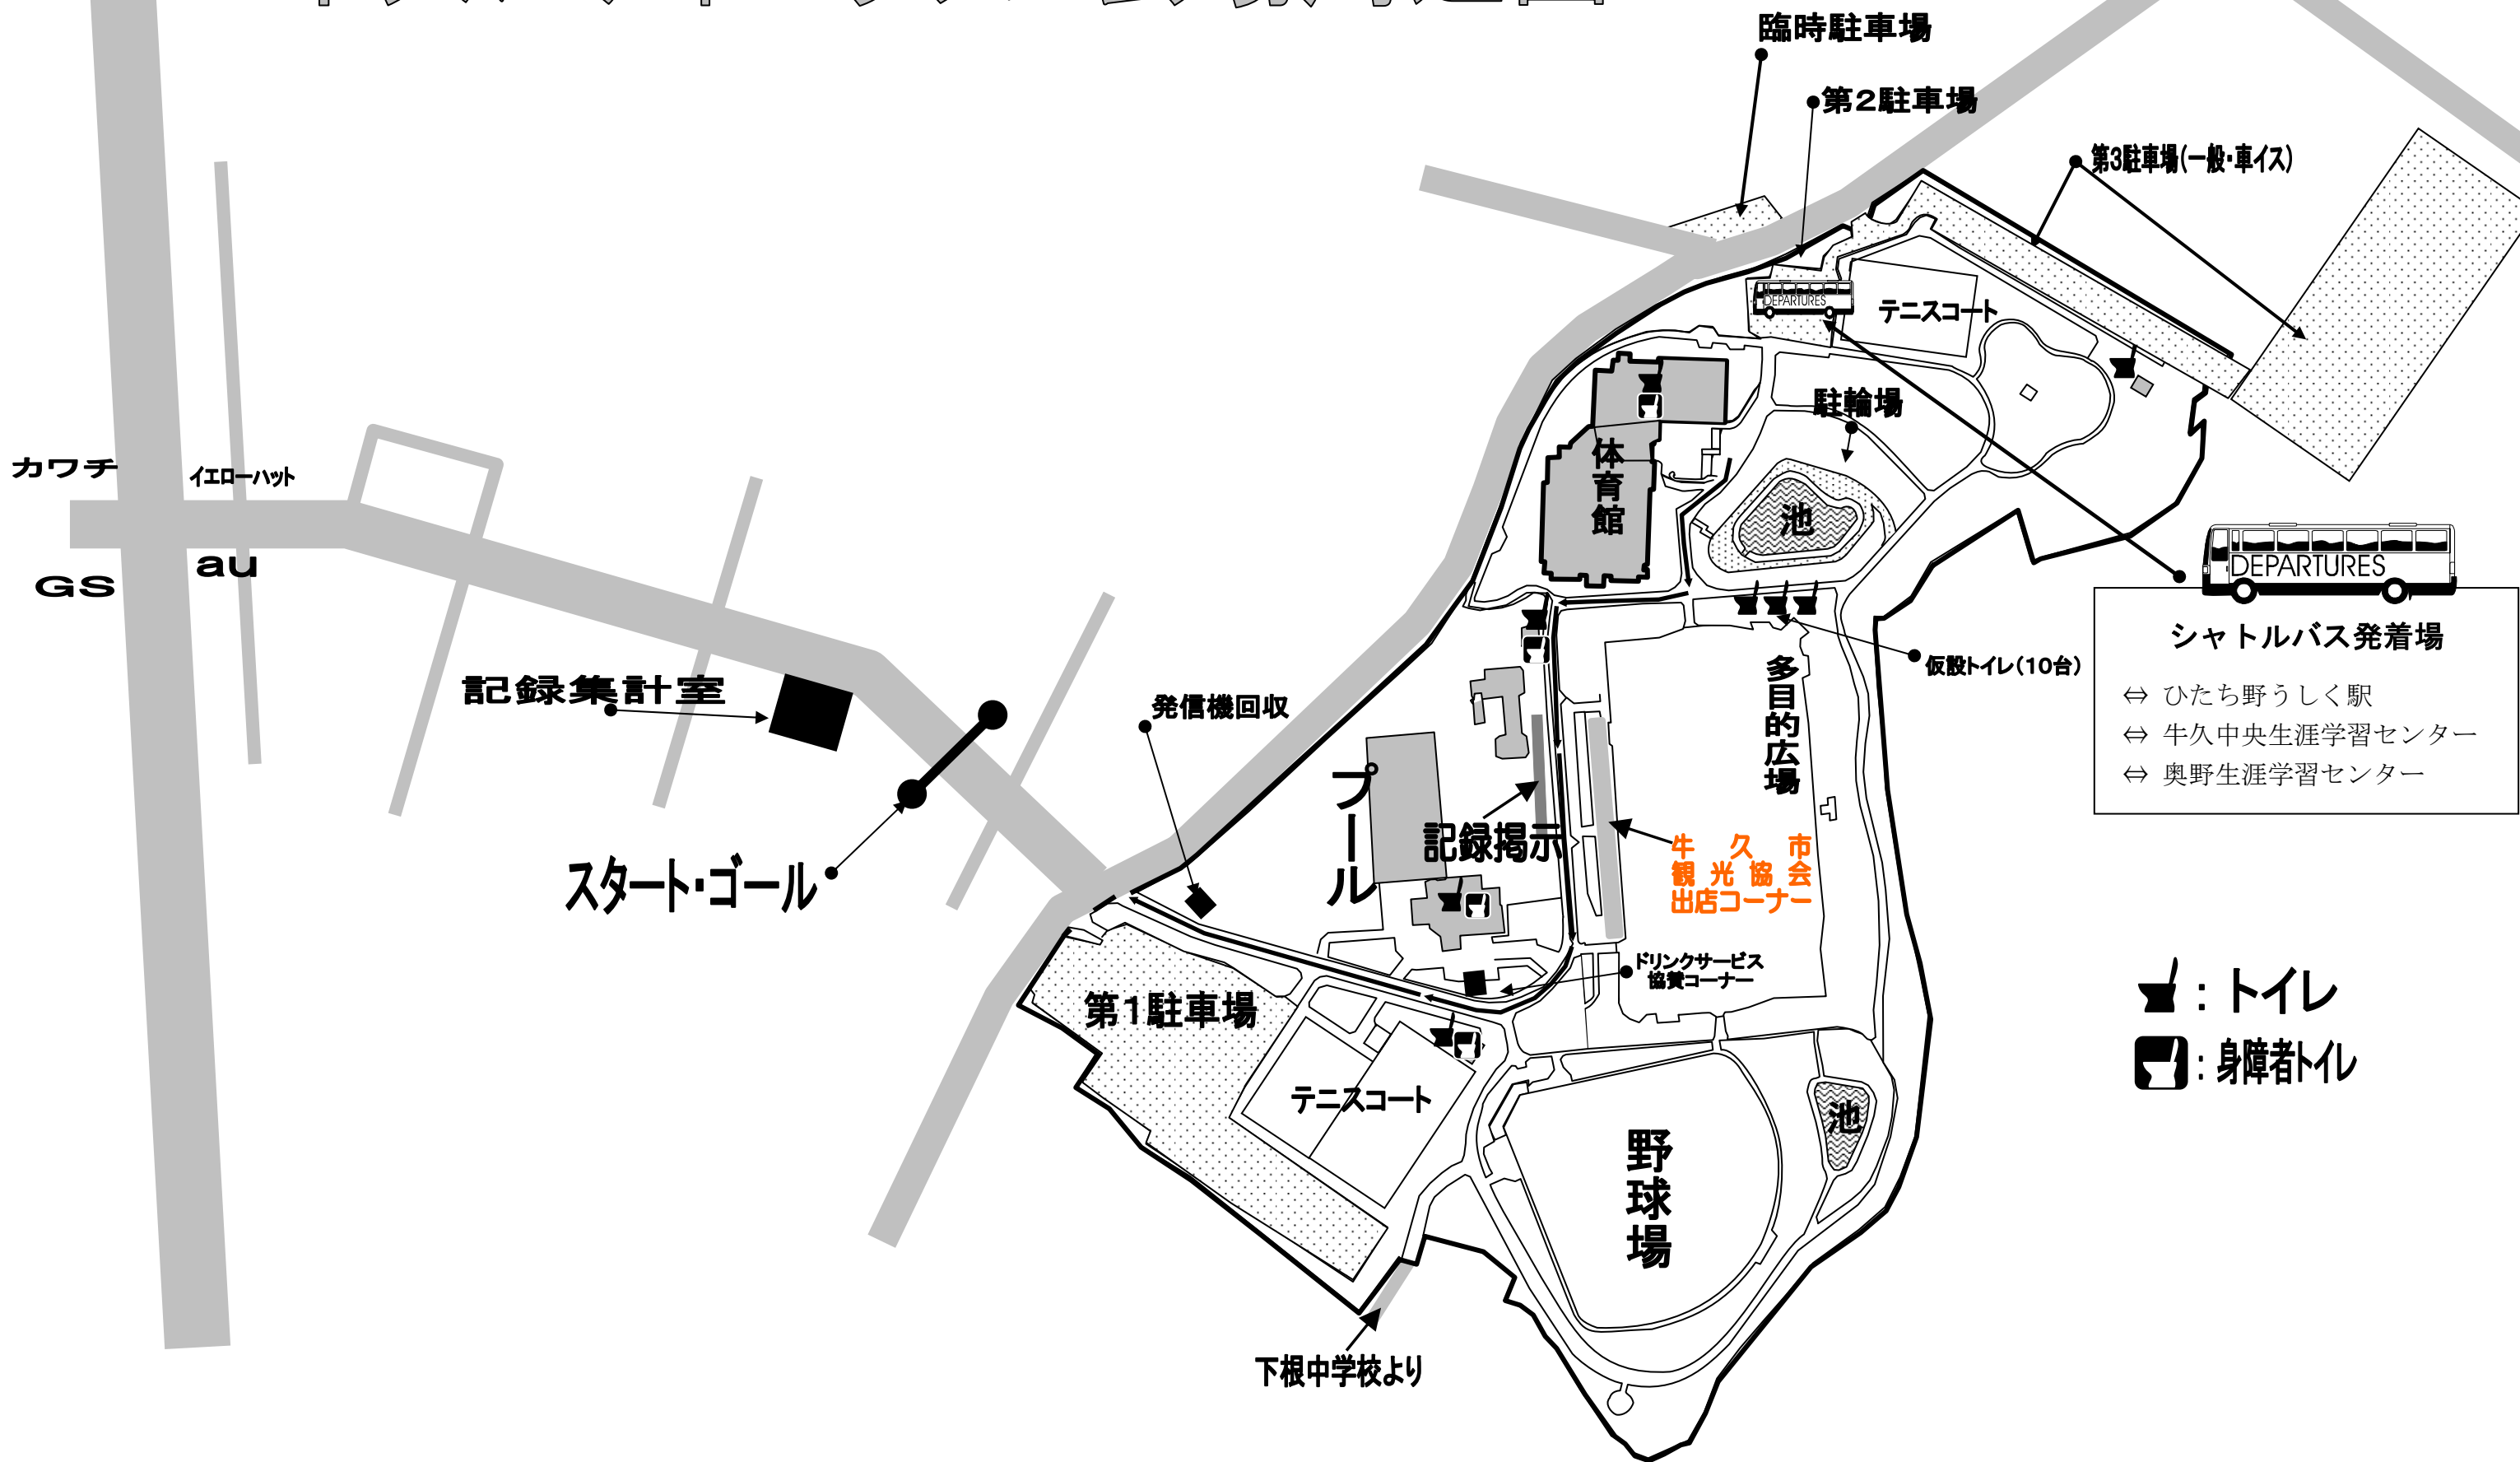 臨時駐車場
第2駐車場
第3駐車場(一般・車イス)
DEPARTURES
テニスコート
駐輪場
体育館
池
カワチ
イエローハット
GS
au
DEPARTURES
シャトルバス発着場
⇔ ひたち野うしく駅
⇔ 牛久中央生涯学習センター
⇔ 奥野生涯学習センター
仮設トイレ(10台)
多目的広場
記録集計室
発信機回収
プール
記録掲示
スタート・ゴール
牛久市
観光協会
出店コーナー
ドリンクサービス
協賛コーナー
第1駐車場
:トイレ
:身障者トイレ
テニスコート
池
野球場
下根中学校より